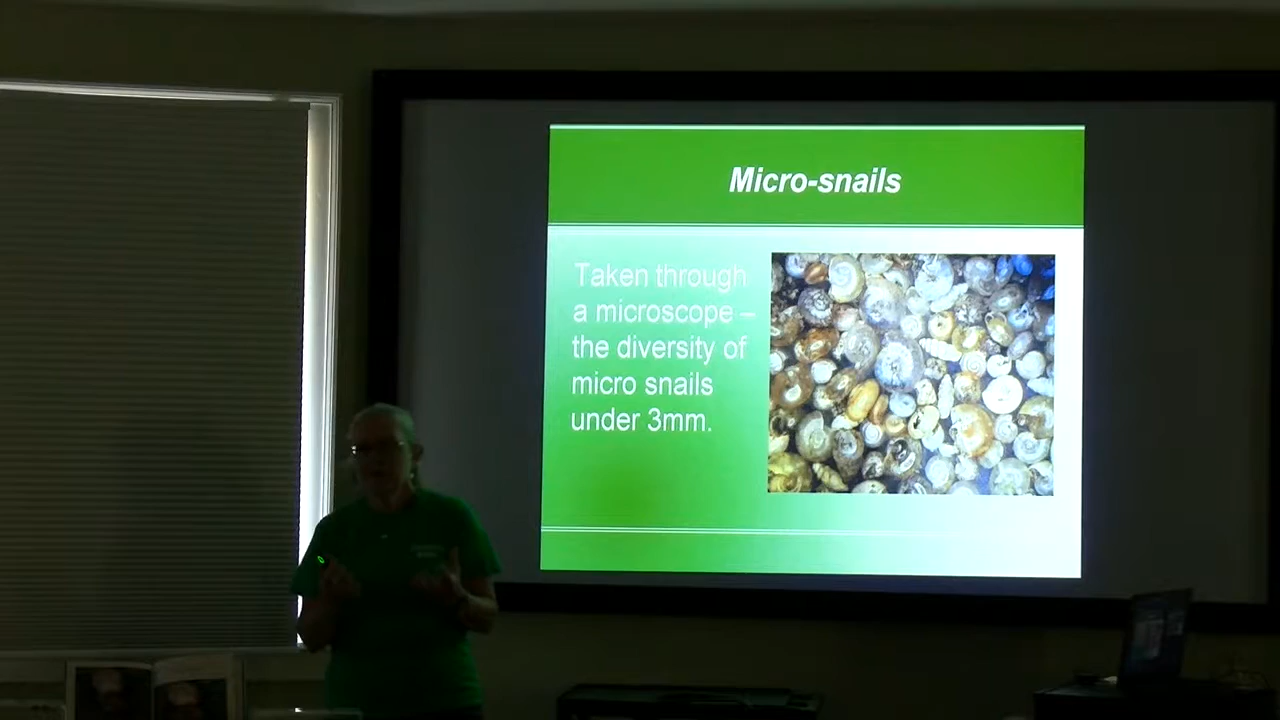 Micro-snails
Taken through
a microscope –
the diversity of
micro snails
under 3mm.